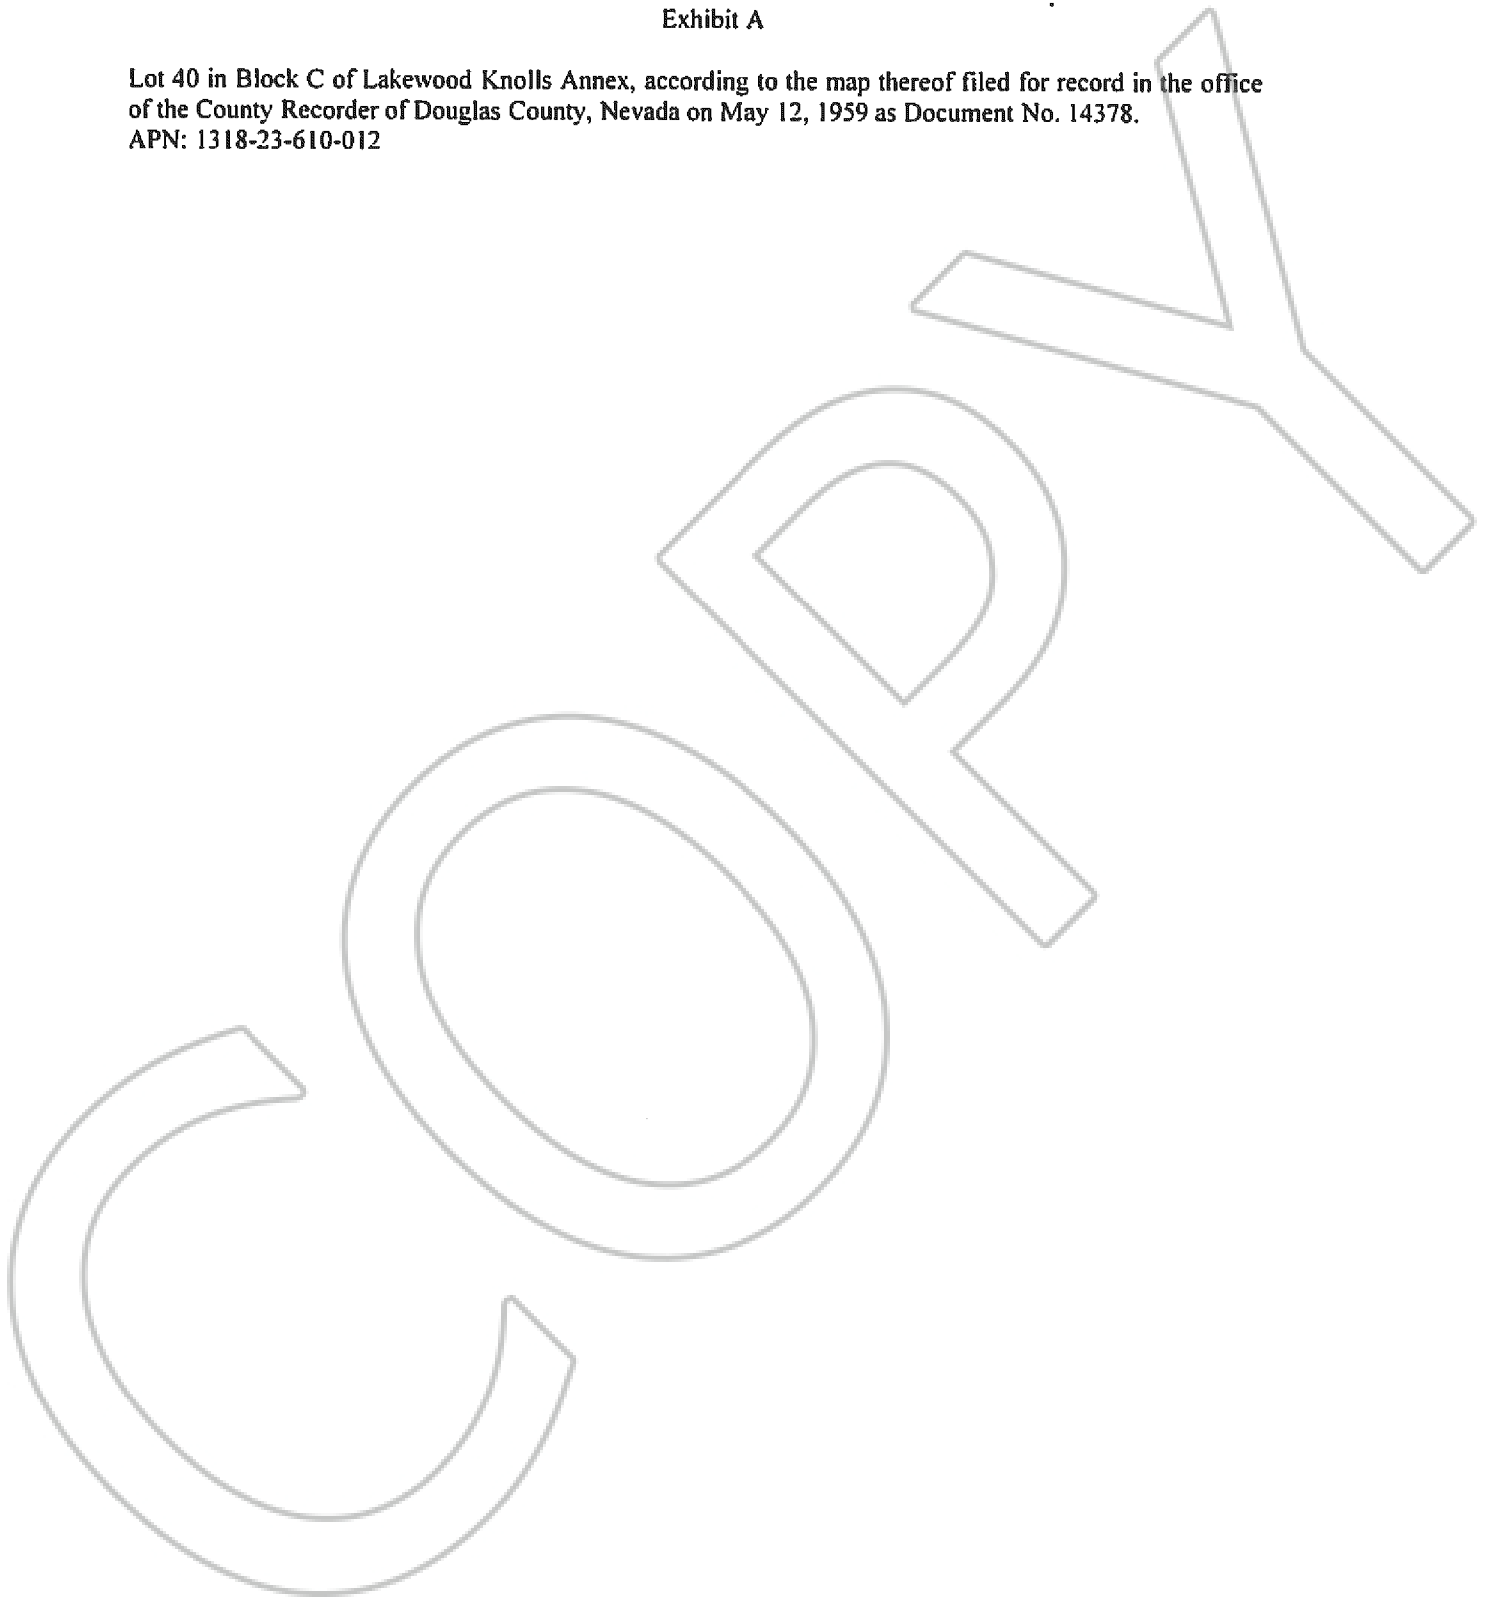 Exhibit A
Lot 40 in Block C of Lakewood Knolls Annex, according to the map thereof filed for record in the office
of the County Recorder of Douglas County, Nevada on May 12, 1959 as Document No. 14378.
APN: 1318-23-610-012
COPY